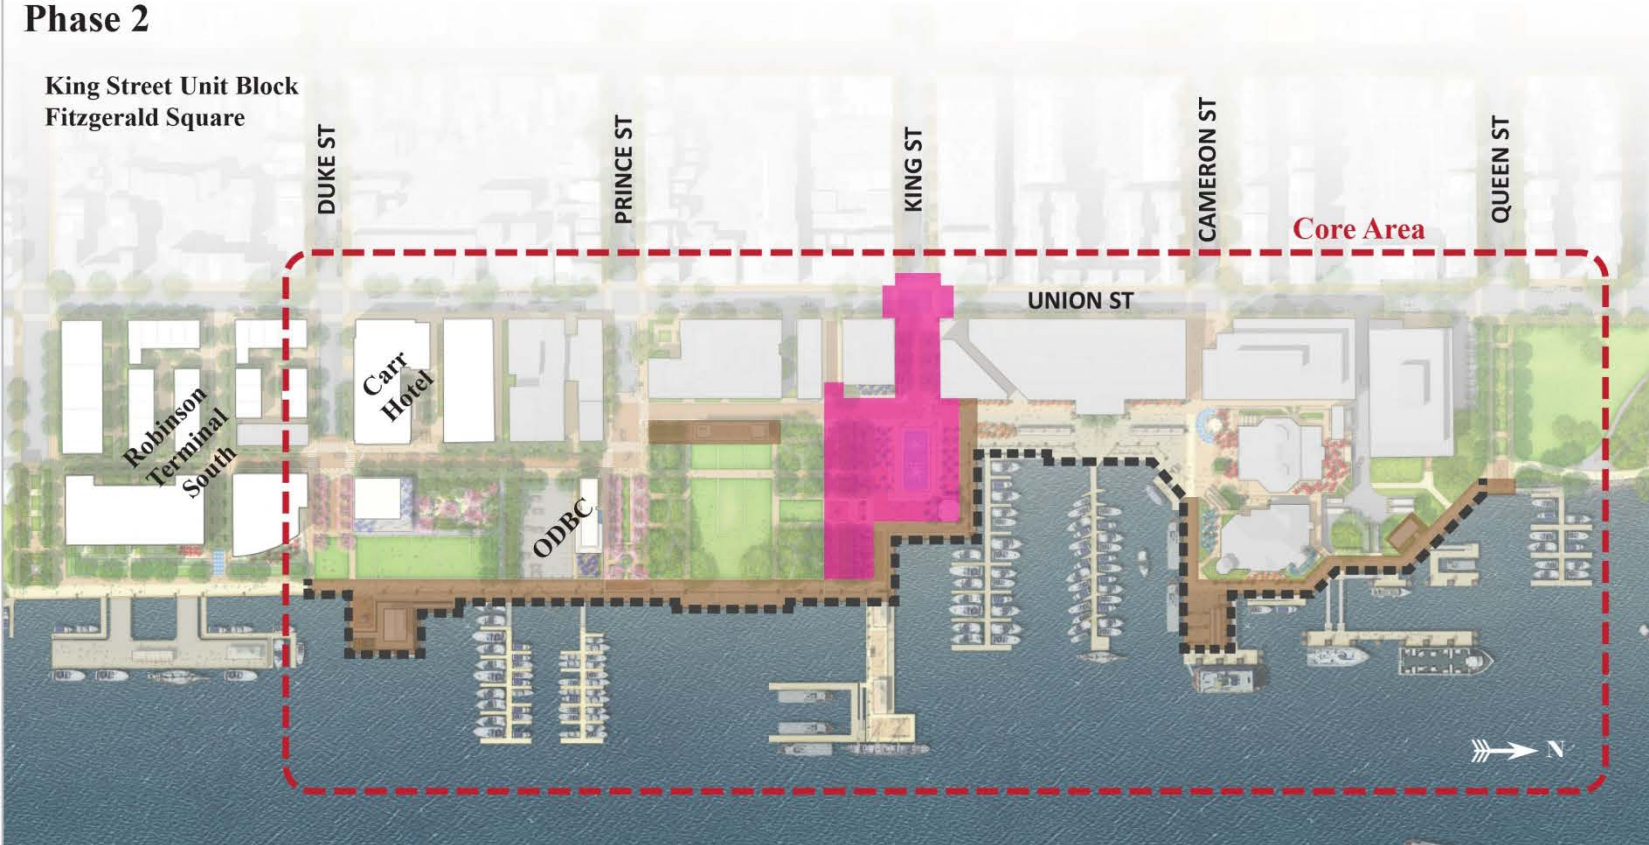 Phase 2
King Street Unit Block
Fitzgerald Square
DUKE ST
PRINCE ST
KING ST
CAMERON ST
QUEEN ST
Core Area
UNION ST
Carr
Hotel
Robinson
Terminal
South
ODBC
N